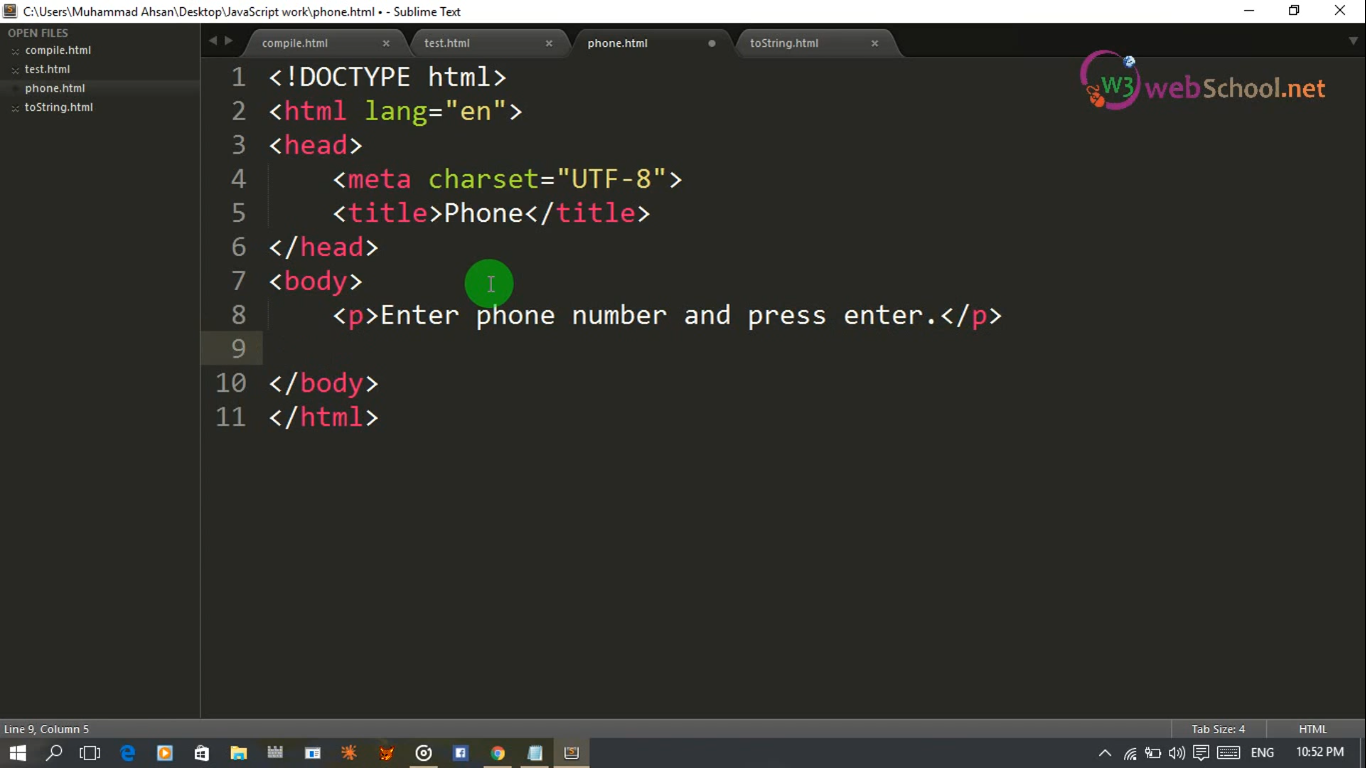 C:\Users\Muhammad Ahsan\Desktop\JavaScript work\phone.html • - Sublime Text
OPEN FILES
compile.html
test.html
phone.html
toString.html
compile.html
test.html
phone.html
toString.html
W3 webSchool.net
1 <!DOCTYPE html>
2 <html lang="en">
3 <head>
4 <meta charset="UTF-8">
5 <title>Phone</title>
6 </head>
7 <body>
8 <p>Enter phone number and press enter.</p>
9
10 </body>
11 </html>
Line 9, Column 5
Tab Size: 4
HTML
ENG
10:52 PM